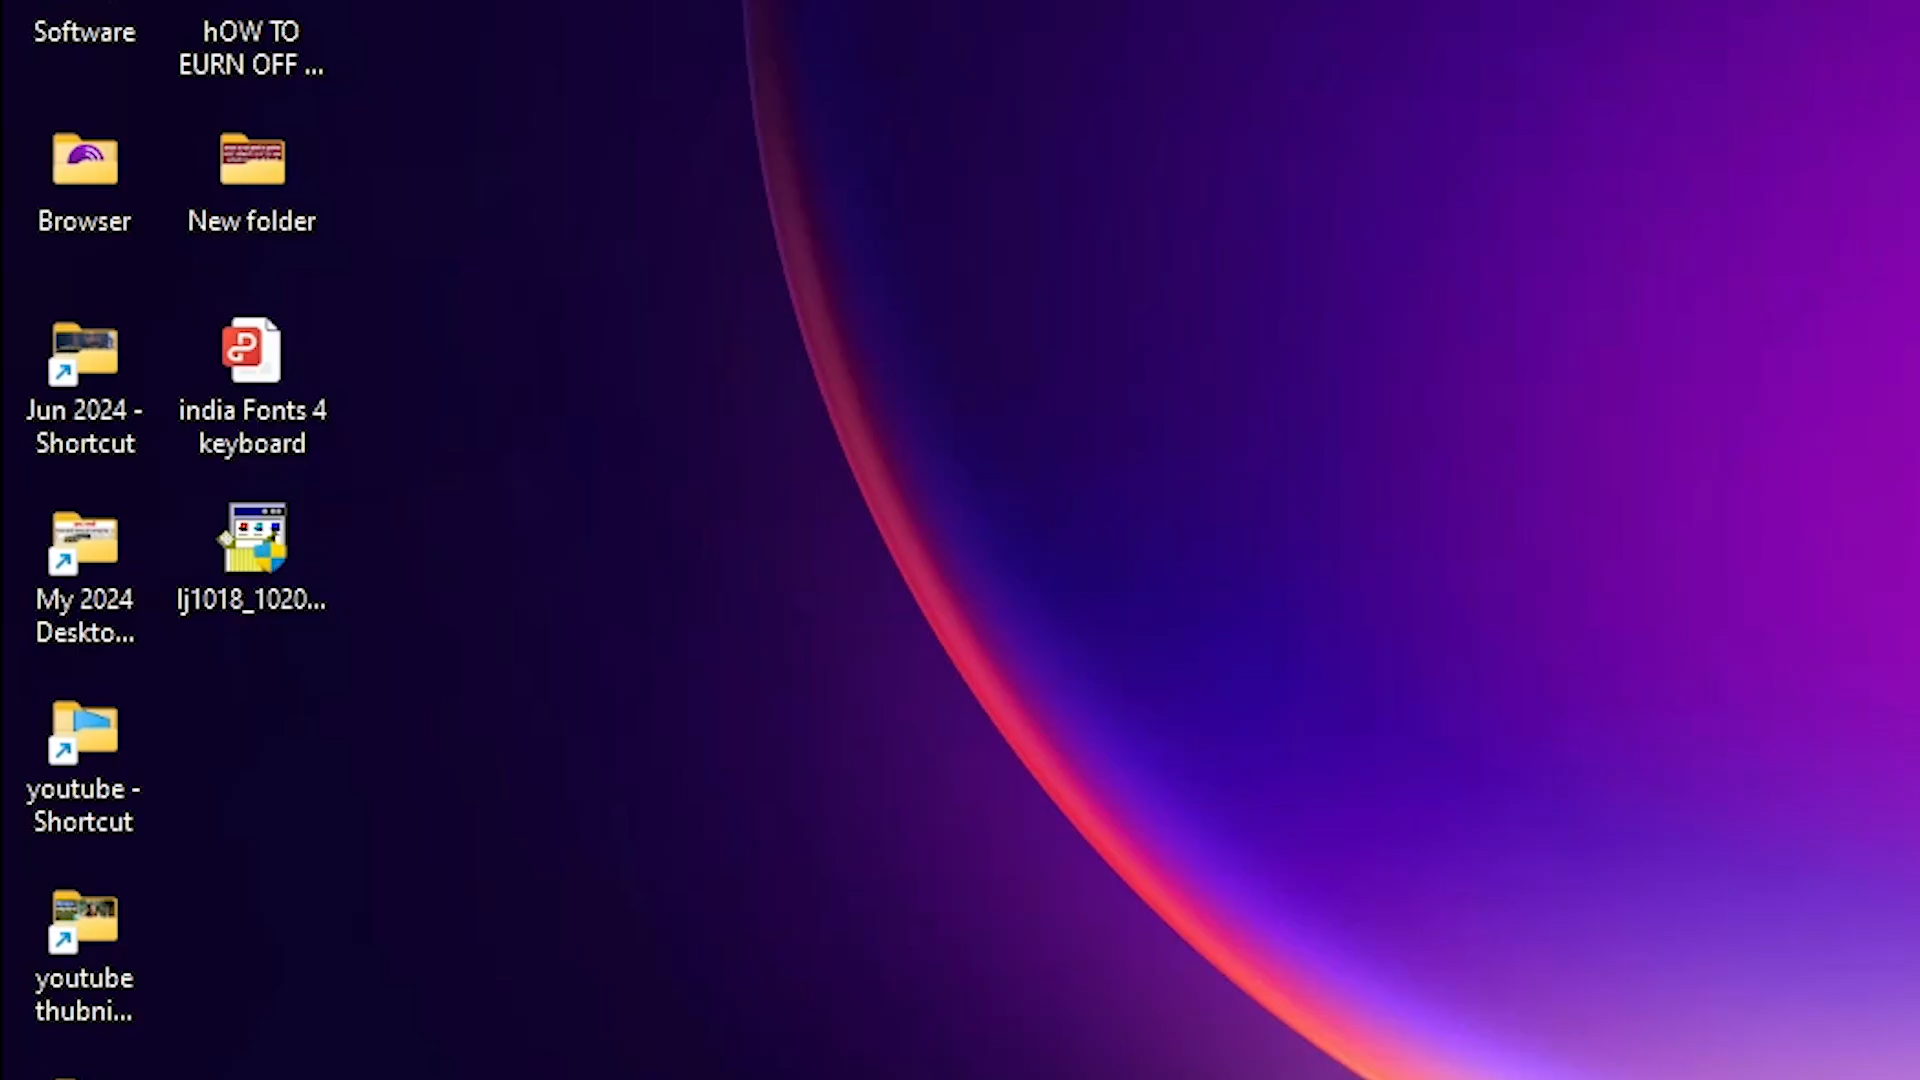 Software
hOW TO
EURN OFF ...
Browser
New folder
Jun 2024 -
Shortcut
india Fonts 4
keyboard
My 2024
Deskto...
lj1018_1020...
youtube -
Shortcut
youtube
thubni...